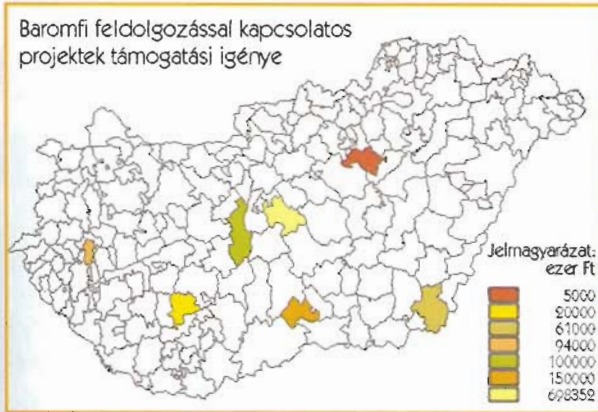 Baromfi feldolgozással kapcsolatos
projektek támogatási igénye
Jelmagyarázat:
ezer Ft
5000
20000
61000
94000
100000
150000
698352